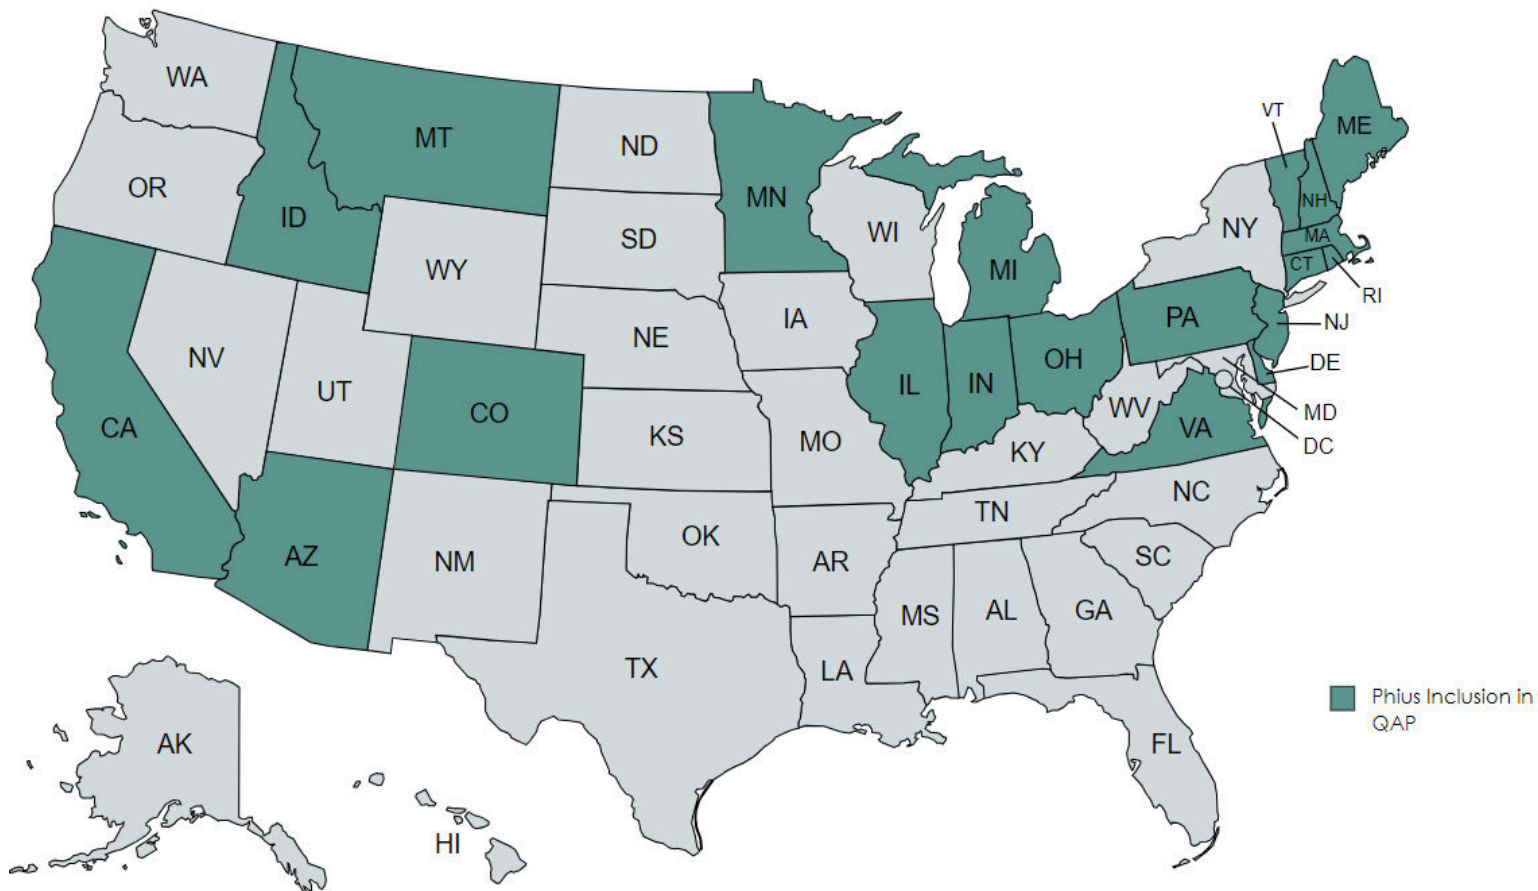 WA
MT
ND
MN
VT
ME
OR
ID
SD
WI
NH
NY
MA
WY
MI
CT
RI
IA
PA
NJ
NV
NE
OH
DE
UT
IL
IN
CO
WV
MD
CA
KS
MO
VA
DC
KY
NC
TN
AZ
NM
OK
AR
SC
MS
AL
GA
TX
LA
Phius Inclusion in
QAP
AK
FL
HI